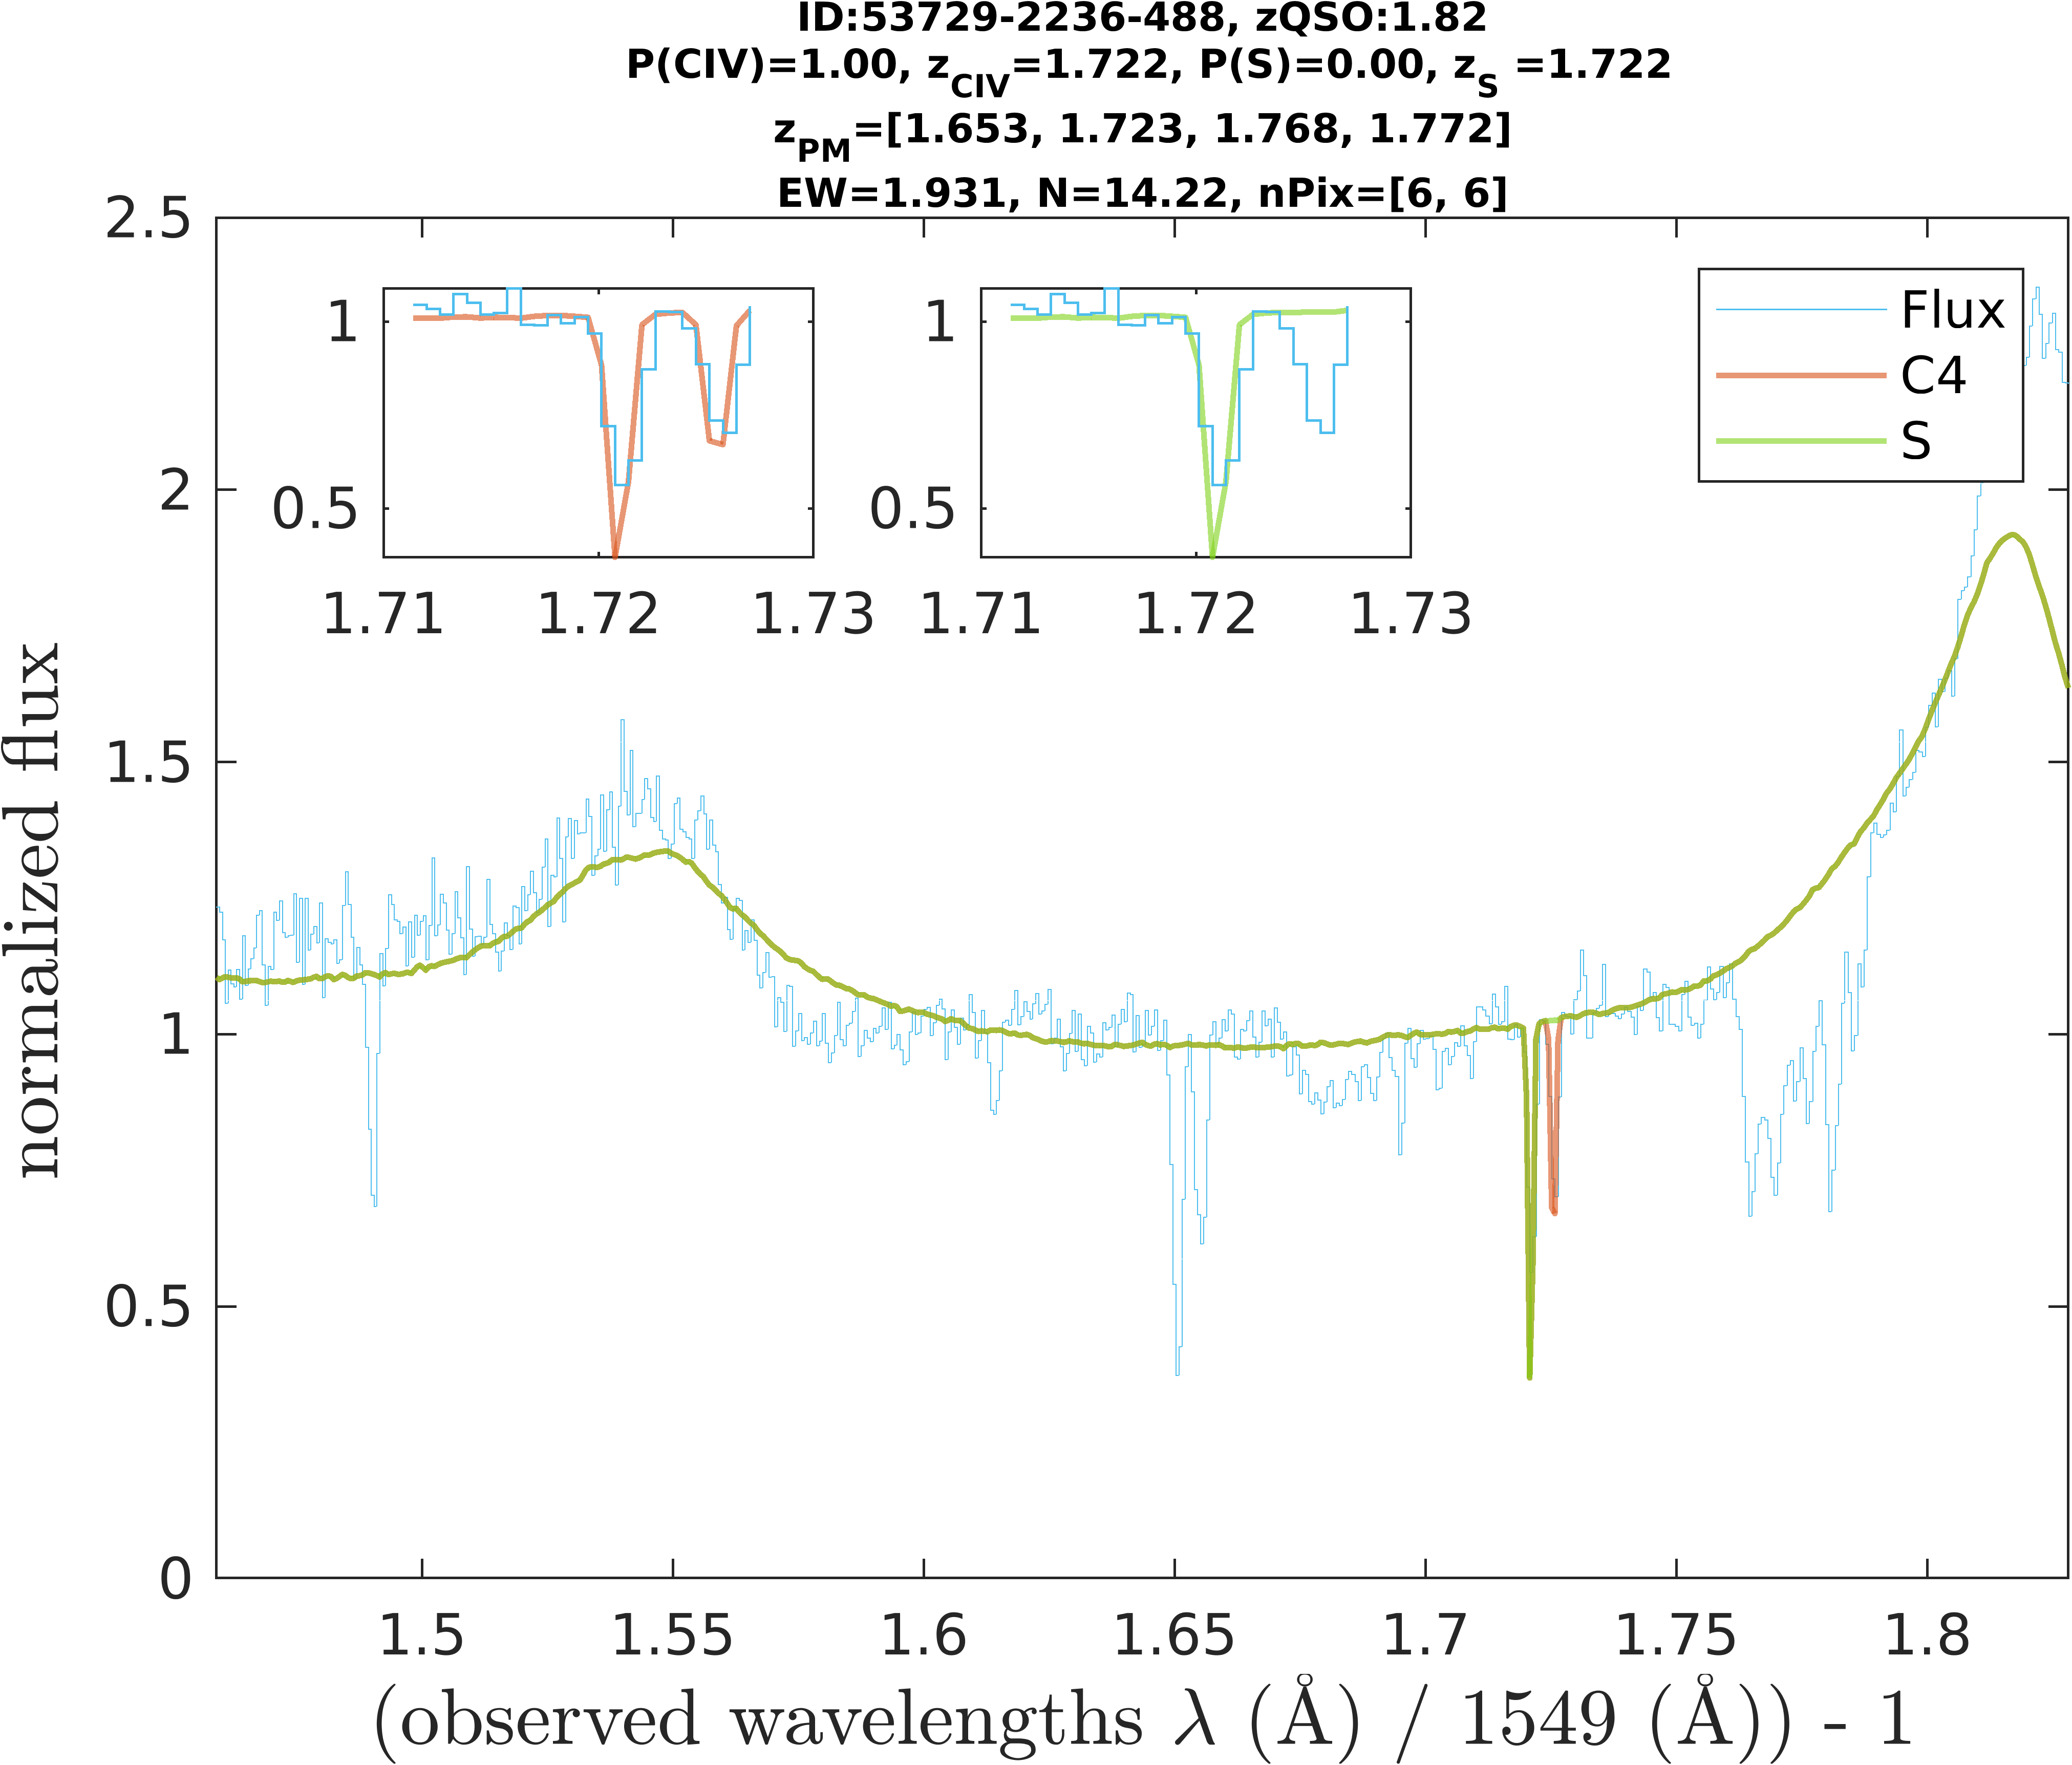 ID:53729-2236-488, zQSO:1.82
P(CIV)=1.00, z_CIV=1.722, P(S)=0.00, z_S =1.722
z_PM=[1.653, 1.723, 1.768, 1.772]
EW=1.931, N=14.22, nPix=[6, 6]
2.5
2
1.5
1
0.5
0
normalized flux
1
0.5
1.71 1.72 1.73
1
0.5
1.71 1.72 1.73
Flux
C4
S
1.5 1.55 1.6 1.65 1.7 1.75 1.8
(observed wavelengths λ (Å) / 1549 (Å)) - 1